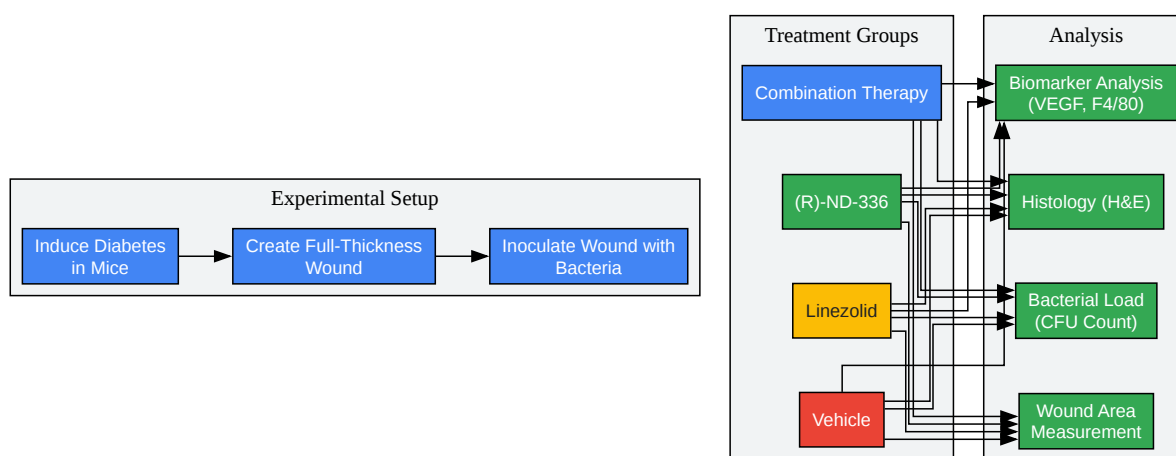 Experimental Setup
Induce Diabetes
in Mice
Create Full-Thickness
Wound
Inoculate Wound with
Bacteria
Treatment Groups
Combination Therapy
(R)-ND-336
Linezolid
Vehicle
Analysis
Biomarker Analysis
(VEGF, F4/80)
Histology (H&E)
Bacterial Load
(CFU Count)
Wound Area
Measurement